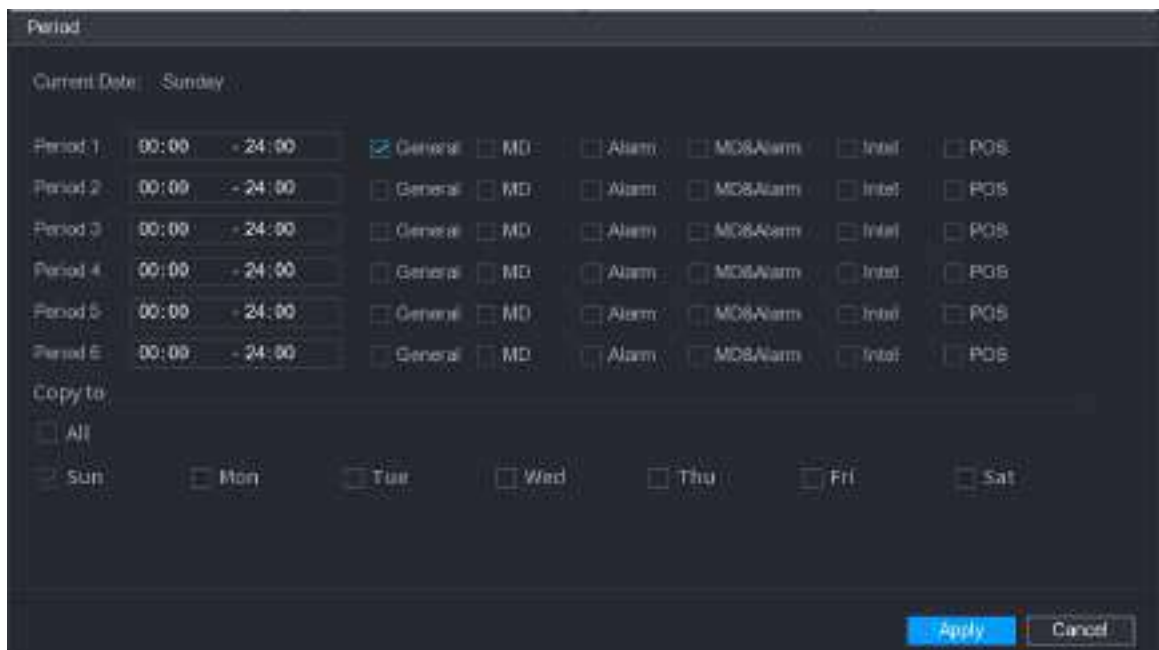 Period
Current Date: Sunday
Period 1 00:00 - 24:00 General MD Alarm MD&Alarm Intel POS
Period 2 00:00 - 24:00 General MD Alarm MD&Alarm Intel POS
Period 3 00:00 - 24:00 General MD Alarm MD&Alarm Intel POS
Period 4 00:00 - 24:00 General MD Alarm MD&Alarm Intel POS
Period 5 00:00 - 24:00 General MD Alarm MD&Alarm Intel POS
Period 6 00:00 - 24:00 General MD Alarm MD&Alarm Intel POS
Copy to
All
Sun Mon Tue Wed Thu Fri Sat
Apply Cancel